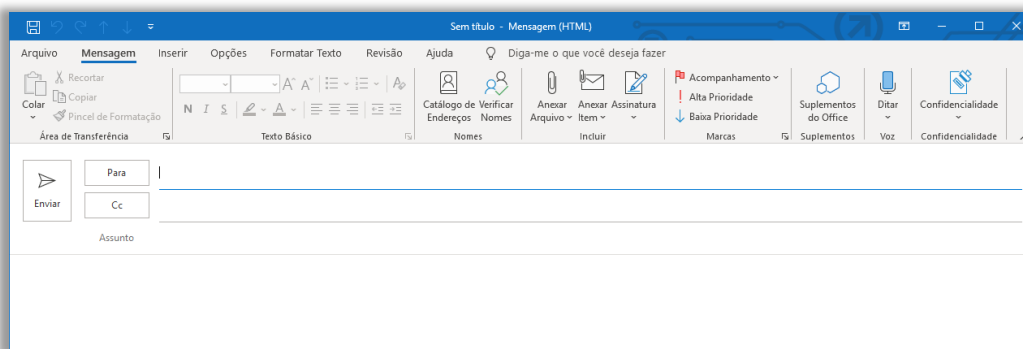 Sem título - Mensagem (HTML)
Arquivo Mensagem Inserir Opções Formatar Texto Revisão Ajuda Diga-me o que você deseja fazer
Colar
Recortar
Copiar
Pincel de Formatação
Área de Transferência
N I S
Texto Básico
Catálogo de Endereços
Verificar Nomes
Nomes
Anexar Arquivo
Anexar Item
Assinatura
Incluir
Acompanhamento
Alta Prioridade
Baixa Prioridade
Marcas
Suplementos do Office
Suplementos
Ditar
Voz
Confidencialidade
Confidencialidade
Enviar
Para
Cc
Assunto